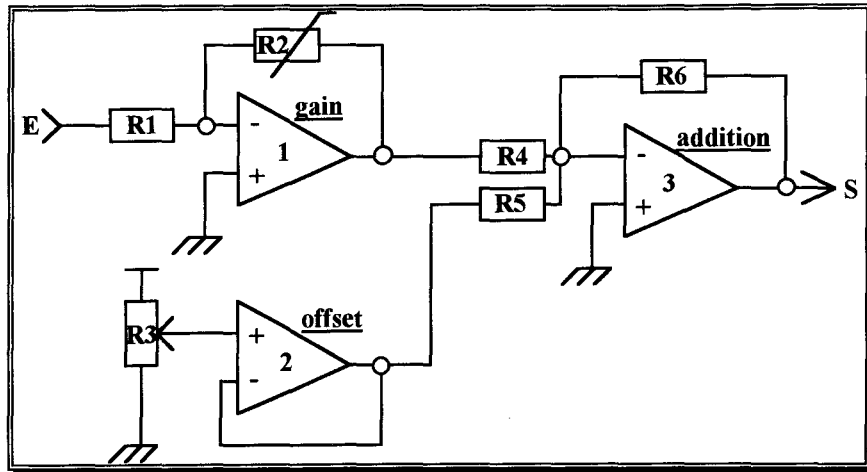 R2
R6
gain
addition
E
R1
-
1
+
R4
-
3
+
S
R5
offset
R3
+
2
-